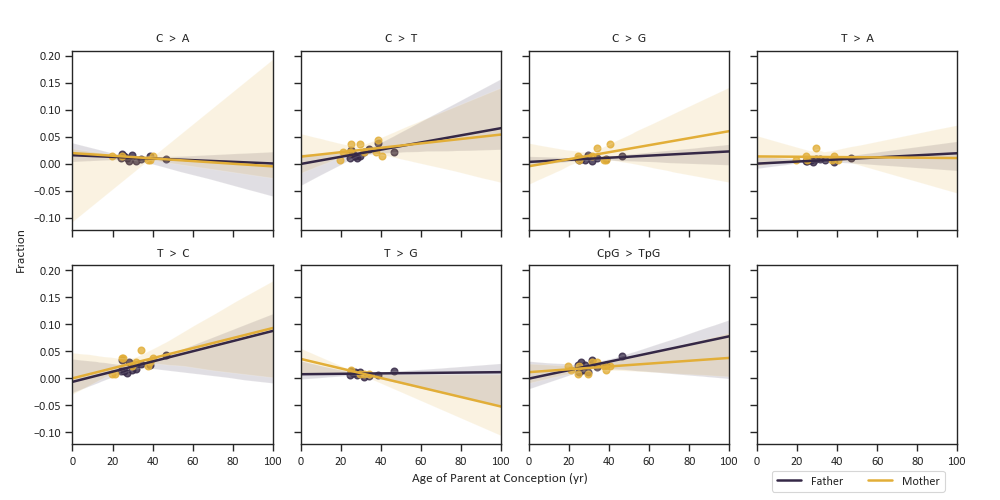 C > A
C > T
C > G
T > A
0.20
0.15
0.10
0.05
0.00
−0.05
−0.10
Fraction
T > C
T > G
CpG > TpG
0.20
0.15
0.10
0.05
0.00
−0.05
−0.10
0 20 40 60 80 100
0 20 40 60 80 100
0 20 40 60 80 100
0 20 40 60 80 100
Age of Parent at Conception (yr)
Father Mother